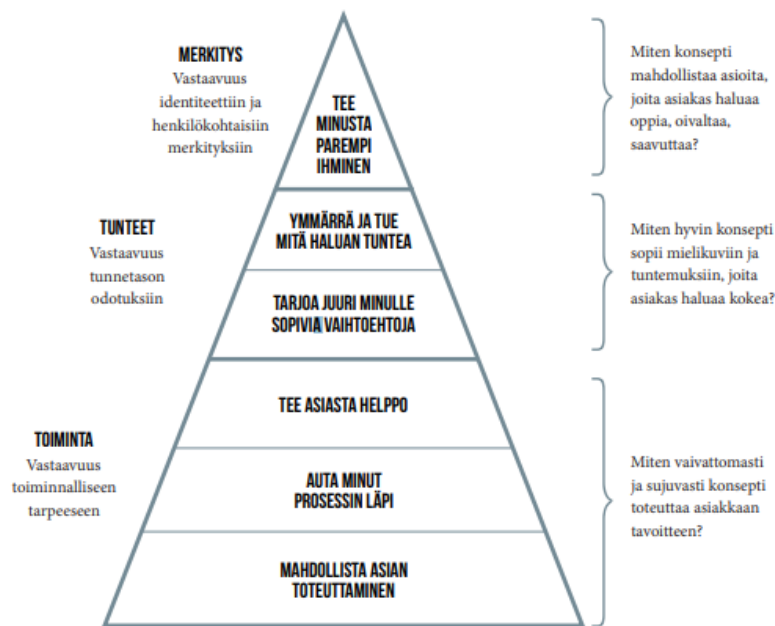 MERKITYS
Vastaavuus
identiteettiin ja
henkilökohtaisiin
merkityksiin
TEE
MINUSTA
PAREMPI
IHMINEN
Miten konsepti
mahdollistaa asioita,
joita asiakas haluaa
oppia, oivaltaa,
saavuttaa?
TUNTEET
Vastaavuus
tunnetason
odotuksiin
YMMÄRRÄ JA TUE
MITÄ HALUAN TUNTEA
TARJOA JUURI MINULLE
SOPIVIA VAIHTOEHTOJA
Miten hyvin konsepti
sopii mielikuviin ja
tuntemuksiin, joita
asiakas haluaa kokea?
TOIMINTA
Vastaavuus
toiminnalliseen
tarpeeseen
TEE ASIASTA HELPPO
AUTA MINUT
PROSESSIN LÄPI
MAHDOLLISTA ASIAN
TOTEUTTAMINEN
Miten vaivattomasti
ja sujuvasti konsepti
toteuttaa asiakkaan
tavoitteen?